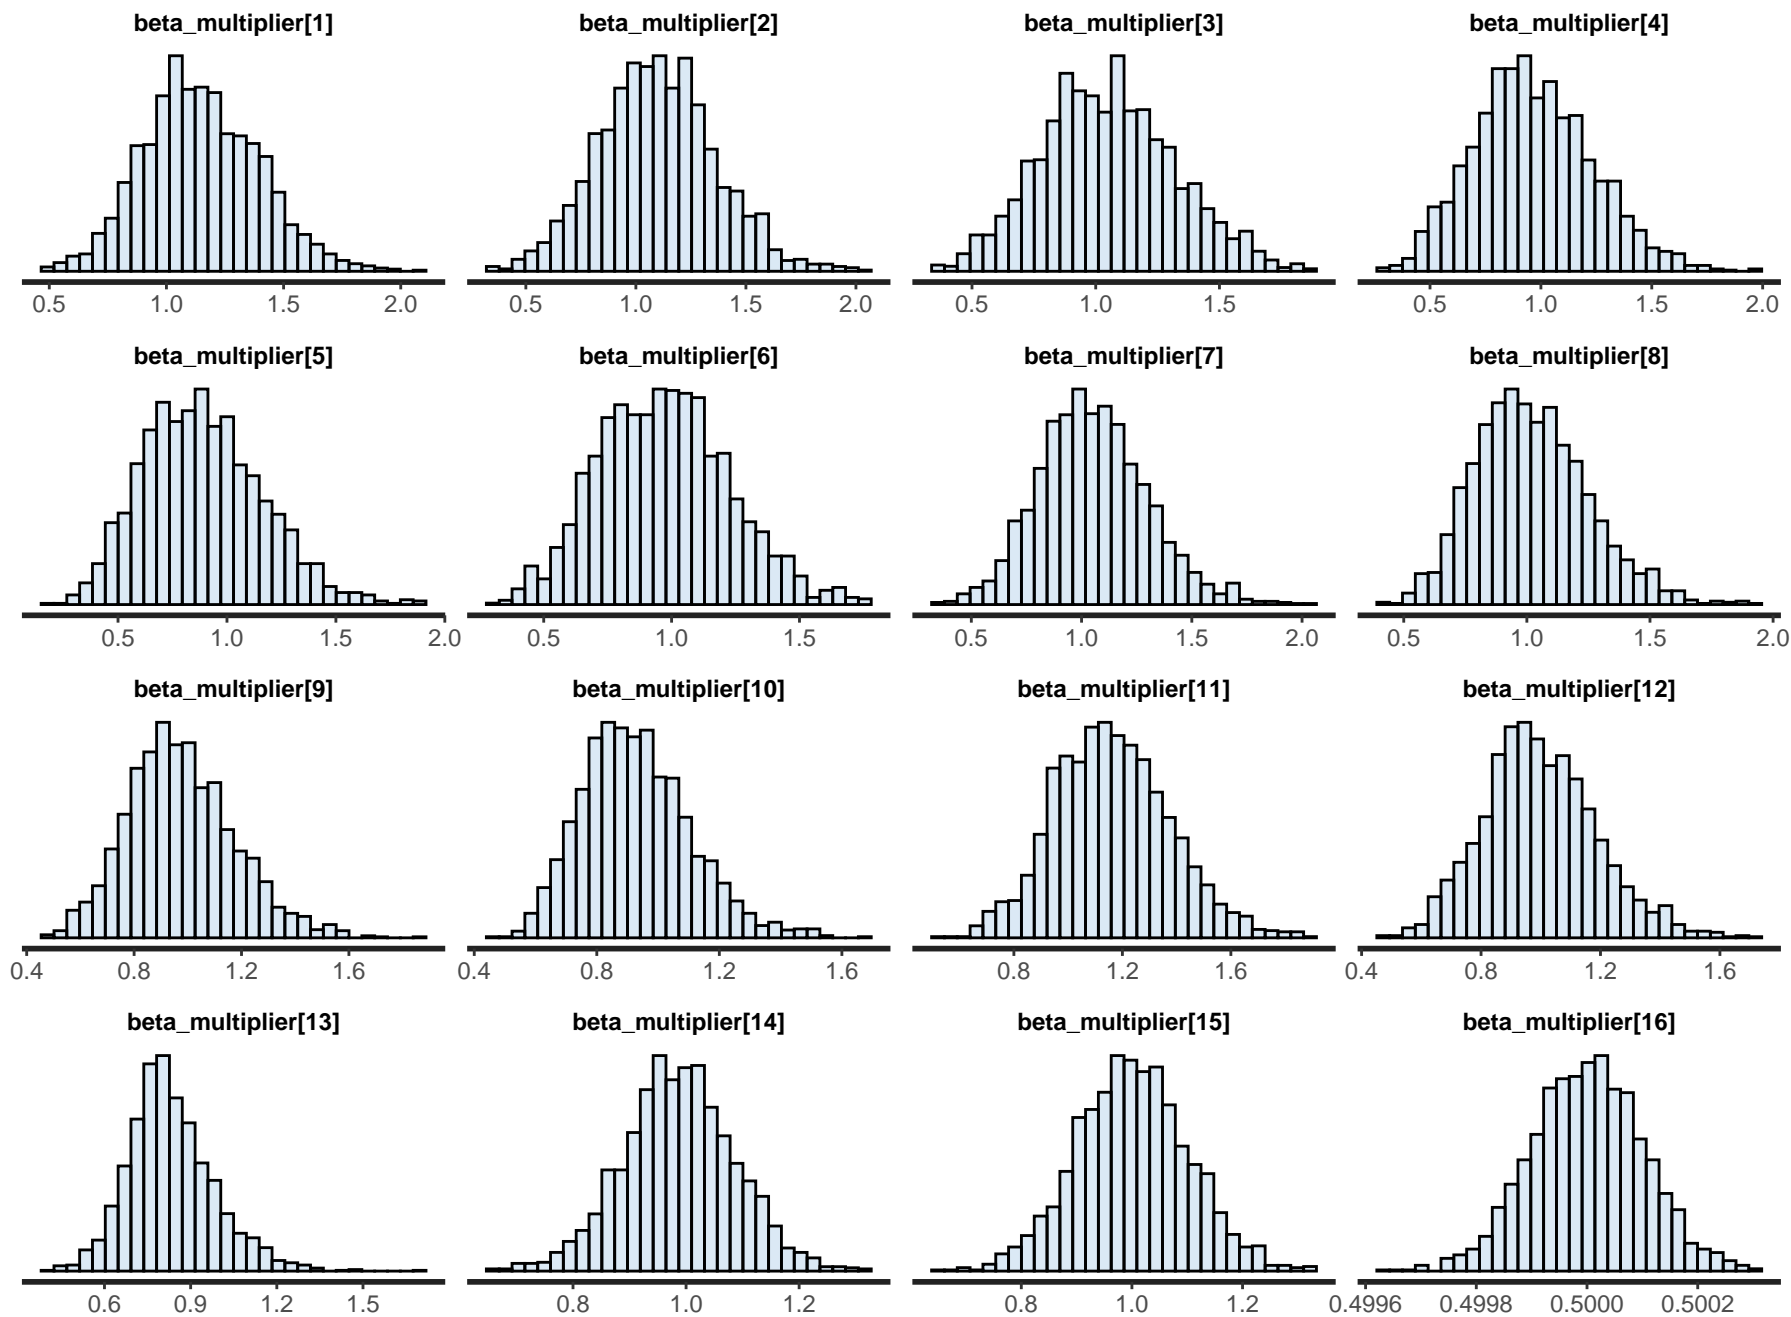 beta_multiplier[1] beta_multiplier[2] beta_multiplier[3] beta_multiplier[4]
0.5 1.0 1.5 2.0 0.5 1.0 1.5 2.0 0.5 1.0 1.5 0.5 1.0 1.5 2.0
beta_multiplier[5] beta_multiplier[6] beta_multiplier[7] beta_multiplier[8]
0.5 1.0 1.5 2.0 0.5 1.0 1.5 0.5 1.0 1.5 2.0 0.5 1.0 1.5 2.0
beta_multiplier[9] beta_multiplier[10] beta_multiplier[11] beta_multiplier[12]
0.4 0.8 1.2 1.6 0.4 0.8 1.2 1.6 0.8 1.2 1.6 0.4 0.8 1.2 1.6
beta_multiplier[13] beta_multiplier[14] beta_multiplier[15] beta_multiplier[16]
0.6 0.9 1.2 1.5 0.8 1.0 1.2 0.8 1.0 1.2 0.4996 0.4998 0.5000 0.5002